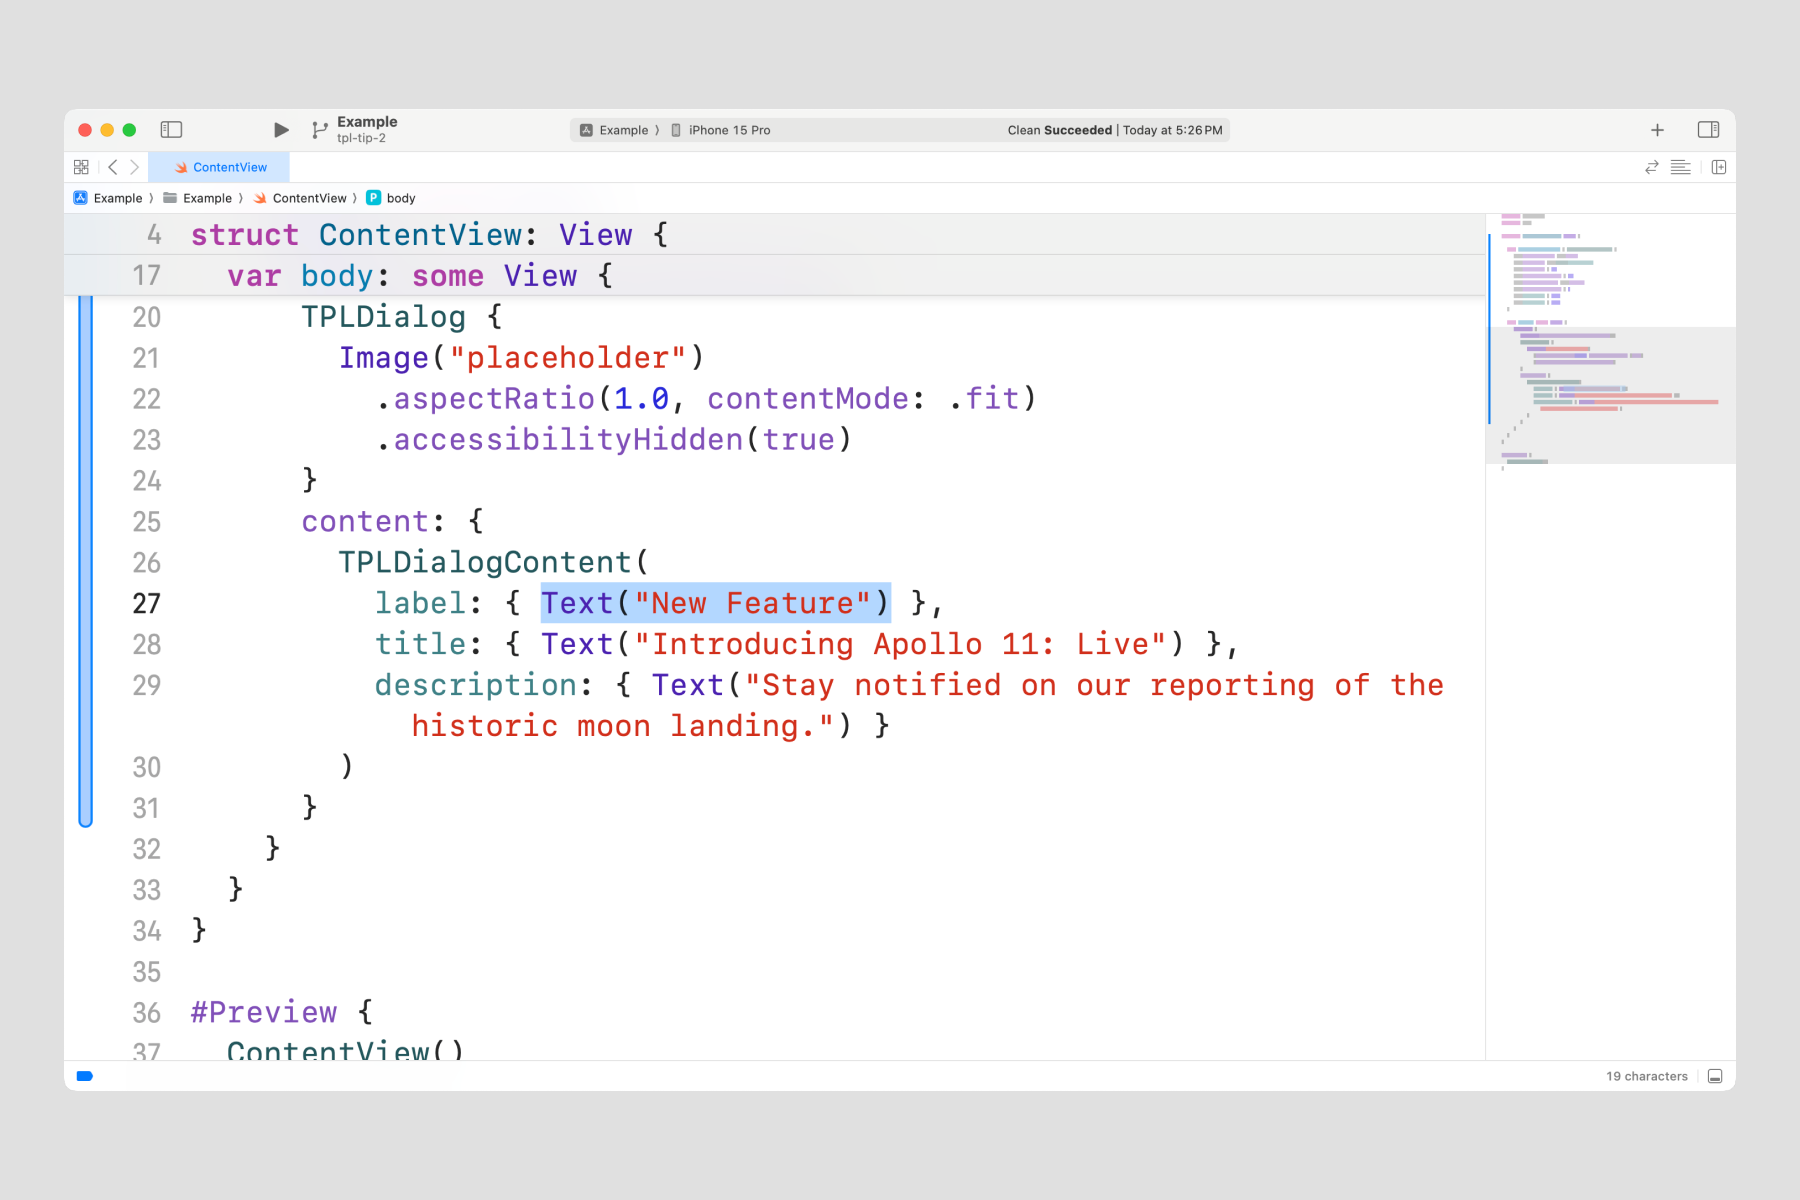 Example
tpl-tip-2
Example 〉 iPhone 15 Pro
Clean Succeeded | Today at 5:26 PM
ContentView
Example 〉 Example 〉 ContentView 〉 P body
4 struct ContentView: View {
17 var body: some View {
20 TPLDialog {
21 Image("placeholder")
22 .aspectRatio(1.0, contentMode: .fit)
23 .accessibilityHidden(true)
24 }
25 content: {
26 TPLDialogContent(
27 label: { Text("New Feature") },
28 title: { Text("Introducing Apollo 11: Live") },
29 description: { Text("Stay notified on our reporting of the
historic moon landing.") }
30 )
31 }
32 }
33 }
34 }
35
36 #Preview {
37 ContentView()
19 characters